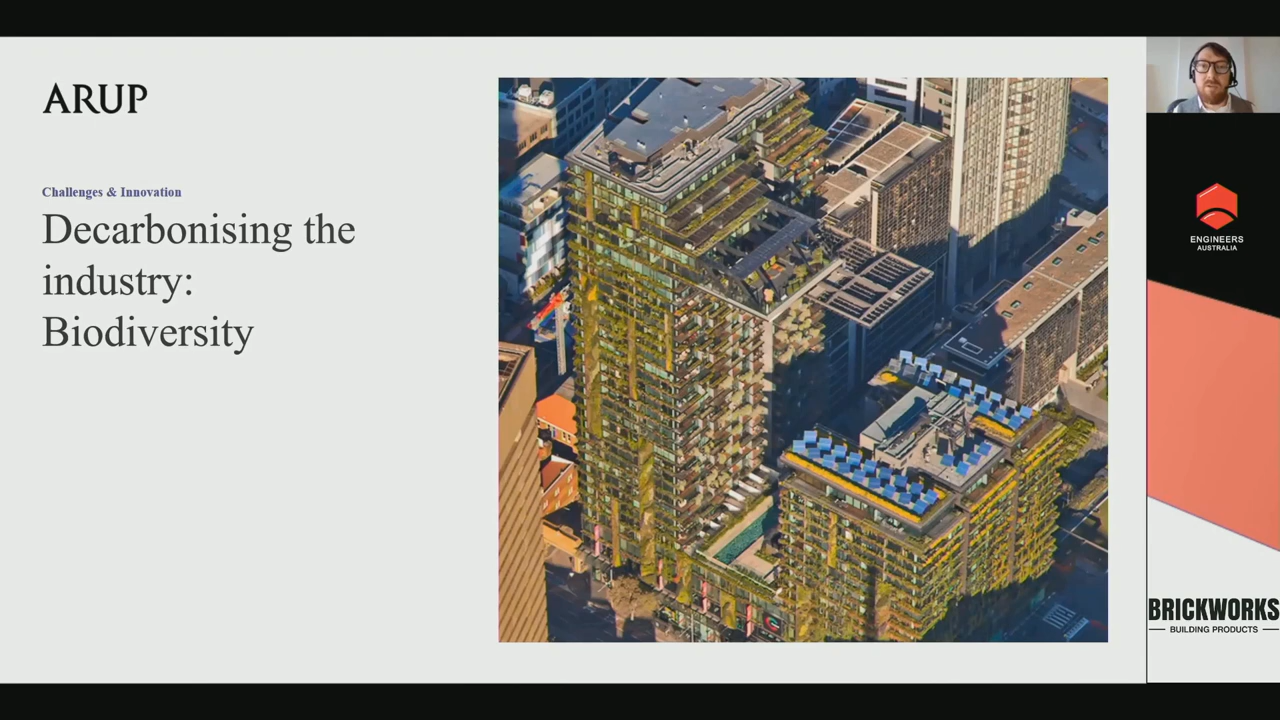 ARUP
Challenges & Innovation
Decarbonising the
industry:
Biodiversity
ENGINEERS
AUSTRALIA
BRICKWORKS
BUILDING PRODUCTS